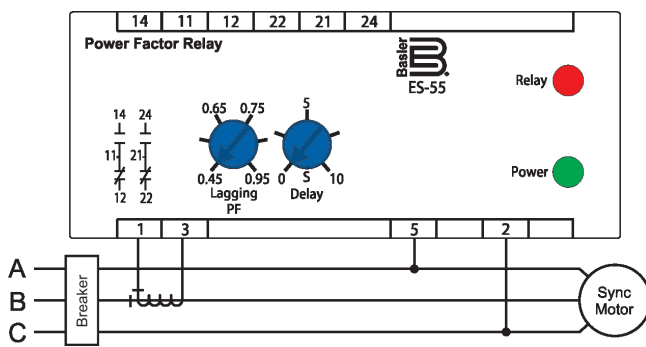 14 11 12 22 21 24
Power Factor Relay
Basler
ES-55
Relay
14 24
11 21
12 22
0.65 0.75
0.45 0.95
Lagging
PF
5
0 S 10
Delay
Power
1 3 5 2
A
B
C
Breaker
Sync
Motor